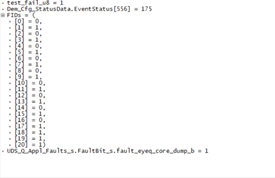 test_fail_u8 = 1
Dem_Cfg_StatusData.EventStatus[556] = 175
FIDs = (
[0] = 0,
[1] = 1,
[2] = 0,
[3] = 0,
[4] = 0,
[5] = 0,
[6] = 0,
[7] = 1,
[8] = 0,
[9] = 1,
[10] = 0,
[11] = 1,
[12] = 0,
[13] = 1,
[14] = 0,
[15] = 1,
[16] = 0,
[17] = 1,
[18] = 1,
[19] = 1,
[20] = 1)
UDS_Q_Appl_Faults_s.FaultBit_s.fault_eyeq_core_dump_b = 1